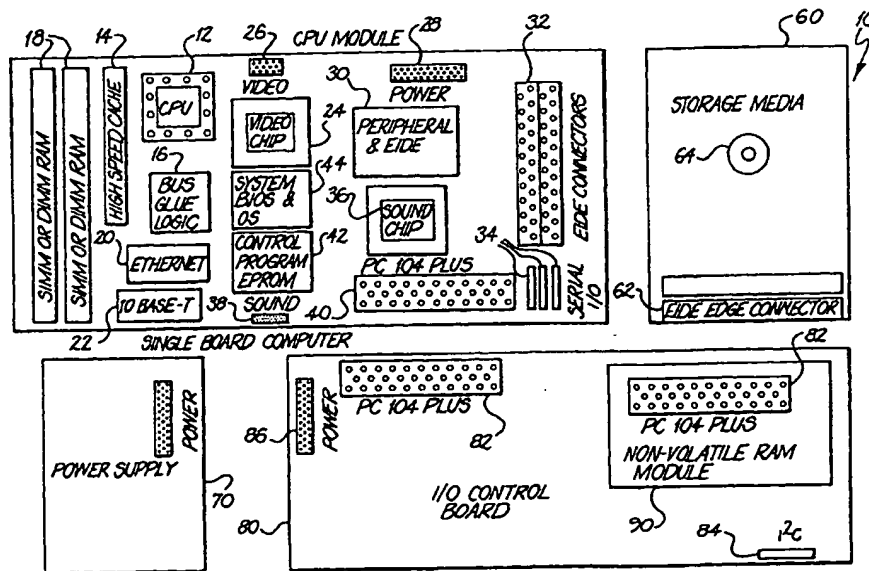 60
10
18
14
12
26
CPU MODULE
28
32
SIMM OR DIMM RAM
SIMM OR DIMM RAM
HIGH SPEED CACHE
CPU
VIDEO
VIDEO
CHIP
24
POWER
30
PERIPHERAL
& EIDE
EIDE CONNECTORS
STORAGE MEDIA
64
16
BUS
GLUE
LOGIC
SYSTEM
BIOS &
OS
44
36
SOUND
CHIP
20
ETHERNET
CONTROL
PROGRAM
EPROM
42
34
PC 104 PLUS
40
SERIAL
I/O
10 BASE-T
22
38
SOUND
62
EIDE EDGE CONNECTOR
SINGLE BOARD COMPUTER
POWER
POWER SUPPLY
70
86
POWER
PC 104 PLUS
82
82
PC 104 PLUS
NON-VOLATILE RAM
MODULE
90
I/O CONTROL
BOARD
80
84
I²C